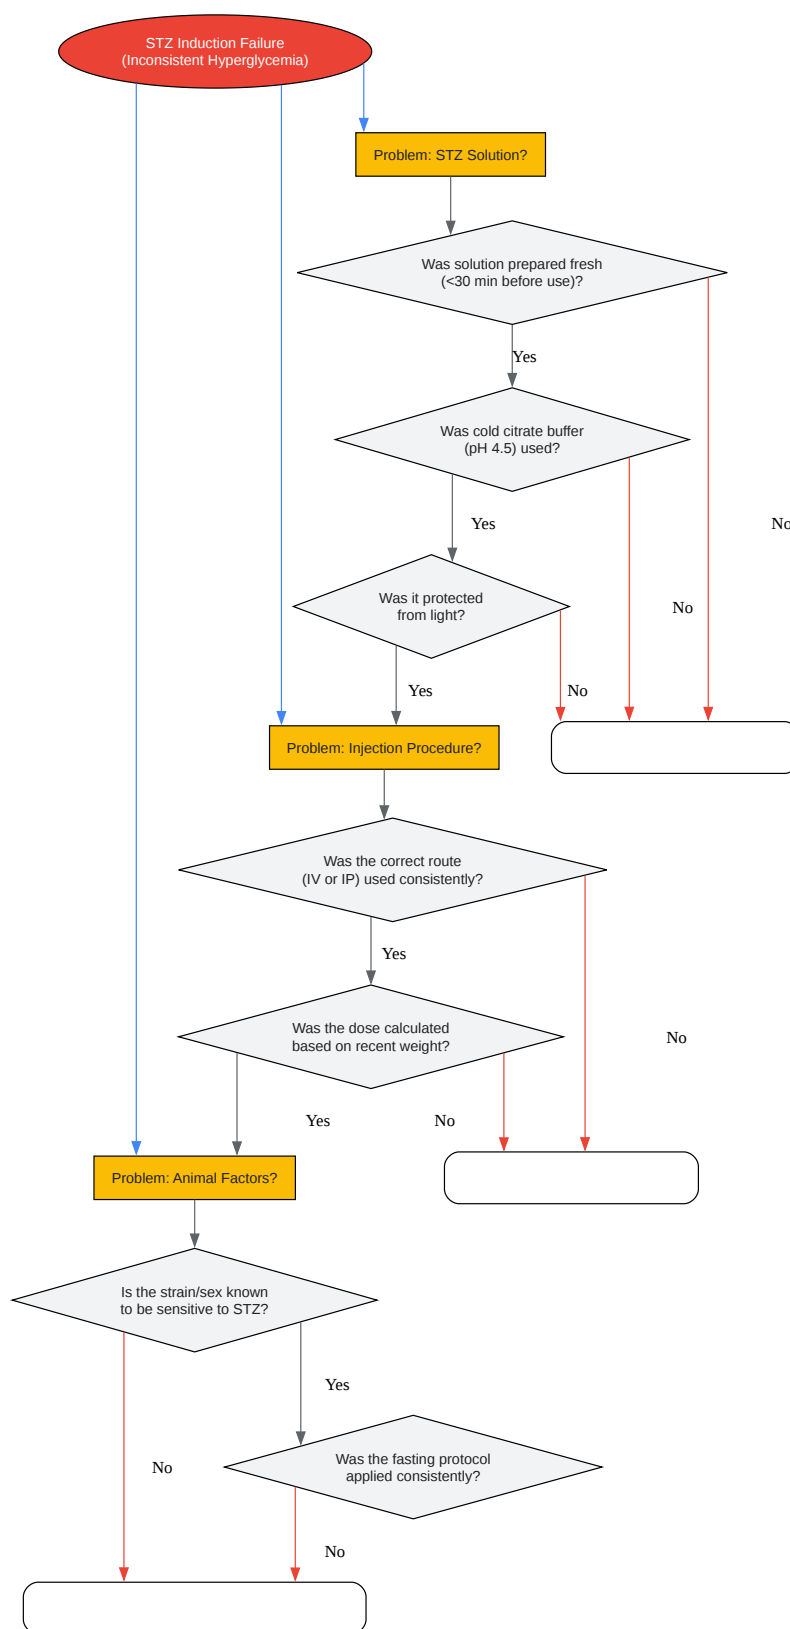 STZ Induction Failure
(Inconsistent Hyperglycemia)
Problem: STZ Solution?
Was solution prepared fresh
(<30 min before use)?
Yes
Was cold citrate buffer
(pH 4.5) used?
Yes
No
Was it protected
from light?
No
Yes
No
Problem: Injection Procedure?
Was the correct route
(IV or IP) used consistently?
Yes
Was the dose calculated
based on recent weight?
No
Yes
No
Problem: Animal Factors?
Is the strain/sex known
to be sensitive to STZ?
Yes
Was the fasting protocol
applied consistently?
No
No